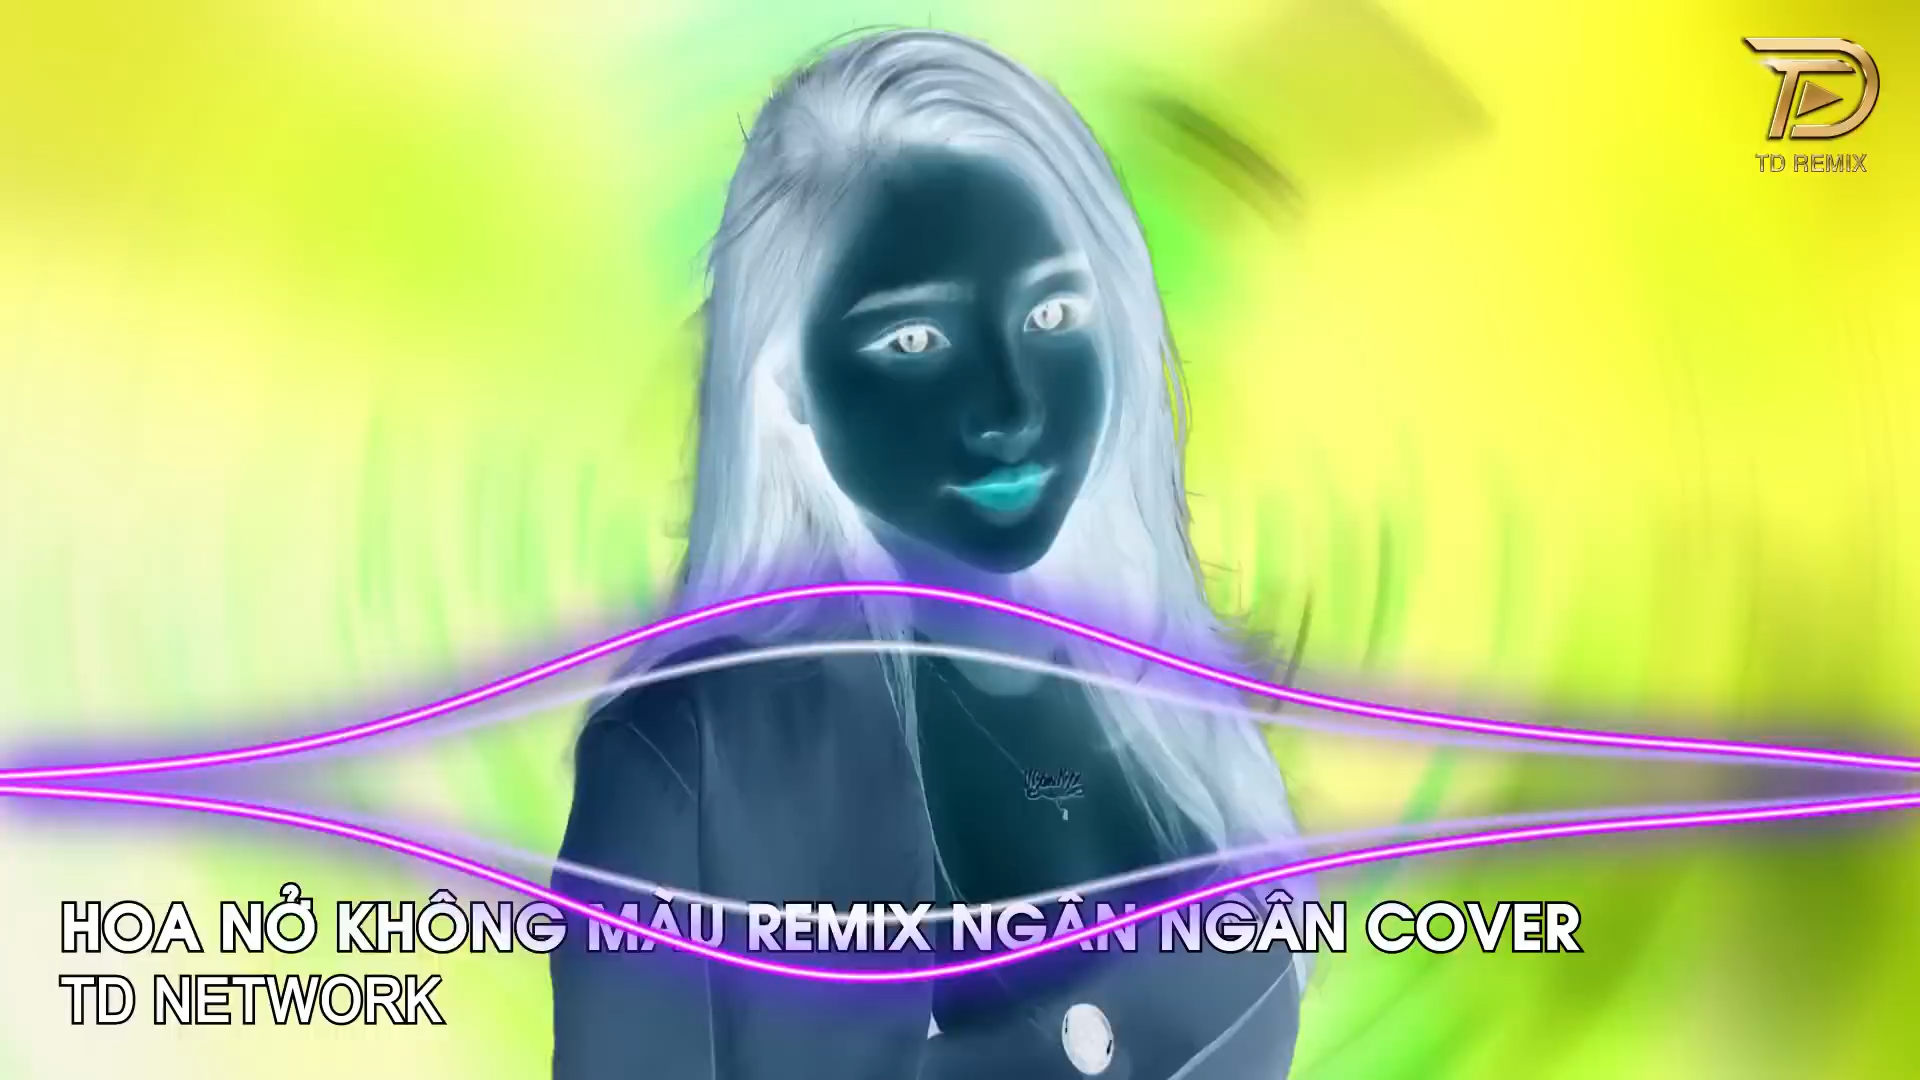 TD REMIX
HOA NỞ KHÔNG MÀU REMIX NGÂN NGÂN COVER
TD NETWORK